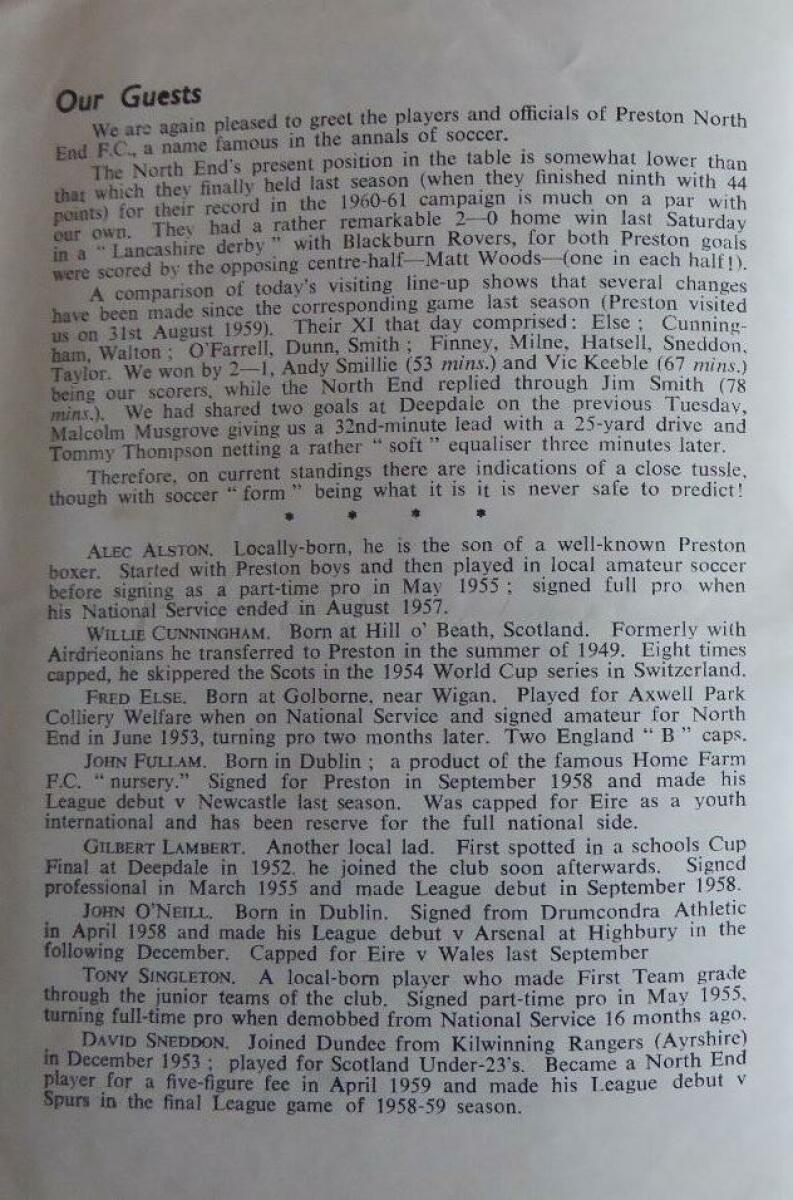 Our Guests
We are again pleased to greet the players and officials of Preston North
End F.C., a name famous in the annals of soccer.
The North End's present position in the table is somewhat lower than
that which they finally held last season (when they finished ninth with 44
points) for their record in the 1960-61 campaign is much on a par with
our own. They had a rather remarkable 2—0 home win last Saturday
in a " Lancashire derby " with Blackburn Rovers, for both Preston goals
were scored by the opposing centre-half—Matt Woods—(one in each half!).
A comparison of today's visiting line-up shows that several changes
have been made since the corresponding game last season (Preston visited
us on 31st August 1959). Their XI that day comprised: Else ; Cunning-
ham, Walton ; O'Farrell, Dunn, Smith ; Finney, Milne, Hatsell, Sneddon,
Taylor. We won by 2—1, Andy Smillie (53 mins.) and Vic Keeble (67 mins.)
being our scorers, while the North End replied through Jim Smith (78
mins.). We had shared two goals at Deepdale on the previous Tuesday,
Malcolm Musgrove giving us a 32nd-minute lead with a 25-yard drive and
Tommy Thompson netting a rather " soft " equaliser three minutes later.
Therefore, on current standings there are indications of a close tussle,
though with soccer " form " being what it is it is never safe to predict!
* * * *
ALEC ALSTON. Locally-born, he is the son of a well-known Preston
boxer. Started with Preston boys and then played in local amateur soccer
before signing as a part-time pro in May 1955 ; signed full pro when
his National Service ended in August 1957.
WILLIE CUNNINGHAM. Born at Hill o' Beath, Scotland. Formerly with
Airdrieonians he transferred to Preston in the summer of 1949. Eight times
capped, he skippered the Scots in the 1954 World Cup series in Switzerland.
FRED ELSE. Born at Golborne, near Wigan. Played for Axwell Park
Colliery Welfare when on National Service and signed amateur for North
End in June 1953, turning pro two months later. Two England " B " caps.
JOHN FULLAM. Born in Dublin ; a product of the famous Home Farm
F.C. " nursery." Signed for Preston in September 1958 and made his
League debut v Newcastle last season. Was capped for Eire as a youth
international and has been reserve for the full national side.
GILBERT LAMBERT. Another local lad. First spotted in a schools Cup
Final at Deepdale in 1952. he joined the club soon afterwards. Signed
professional in March 1955 and made League debut in September 1958.
JOHN O'NEILL. Born in Dublin. Signed from Drumcondra Athletic
in April 1958 and made his League debut v Arsenal at Highbury in the
following December. Capped for Eire v Wales last September
TONY SINGLETON. A local-born player who made First Team grade
through the junior teams of the club. Signed part-time pro in May 1955,
turning full-time pro when demobbed from National Service 16 months ago.
DAVID SNEDDON. Joined Dundee from Kilwinning Rangers (Ayrshire)
in December 1953 ; played for Scotland Under-23's. Became a North End
player for a five-figure fee in April 1959 and made his League debut v
Spurs in the final League game of 1958-59 season.